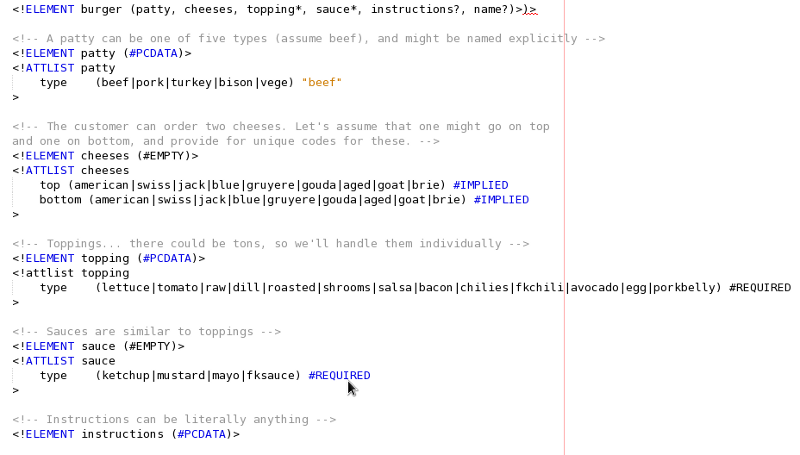 <!ELEMENT burger (patty, cheeses, topping*, sauce*, instructions?, name?)>)>
<!-- A patty can be one of five types (assume beef), and might be named explicitly -->
<!ELEMENT patty (#PCDATA)>
<!ATTLIST patty
type    (beef|pork|turkey|bison|vege) "beef"
>
<!-- The customer can order two cheeses. Let's assume that one might go on top
and one on bottom, and provide for unique codes for these. -->
<!ELEMENT cheeses (#EMPTY)>
<!ATTLIST cheeses
top (american|swiss|jack|blue|gruyere|gouda|aged|goat|brie) #IMPLIED
bottom (american|swiss|jack|blue|gruyere|gouda|aged|goat|brie) #IMPLIED
>
<!-- Toppings... there could be tons, so we'll handle them individually -->
<!ELEMENT topping (#PCDATA)>
<!attlist topping
type    (lettuce|tomato|raw|dill|roasted|shrooms|salsa|bacon|chilies|fkchili|avocado|egg|porkbelly) #REQUIRED
>
<!-- Sauces are similar to toppings -->
<!ELEMENT sauce (#EMPTY)>
<!ATTLIST sauce
type    (ketchup|mustard|mayo|fksauce) #REQUIRED
>
<!-- Instructions can be literally anything -->
<!ELEMENT instructions (#PCDATA)>